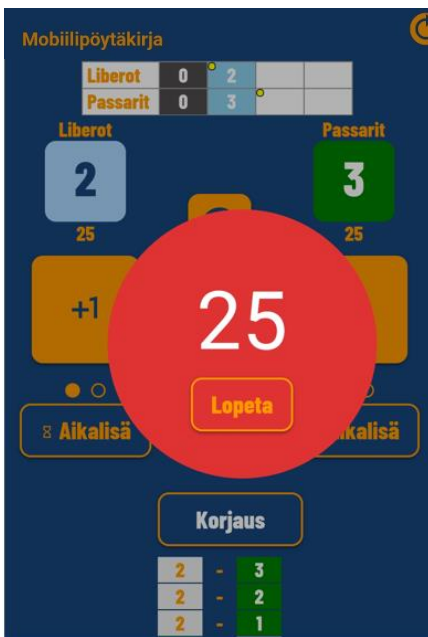 Mobiilipöytäkirja
Liberot 0 2
Passarit 0 3
Liberot Passarit
2 3
25 25
+1
25
Lopeta
Aikalisä kalisä
Korjaus
2 - 3
2 - 2
2 - 1